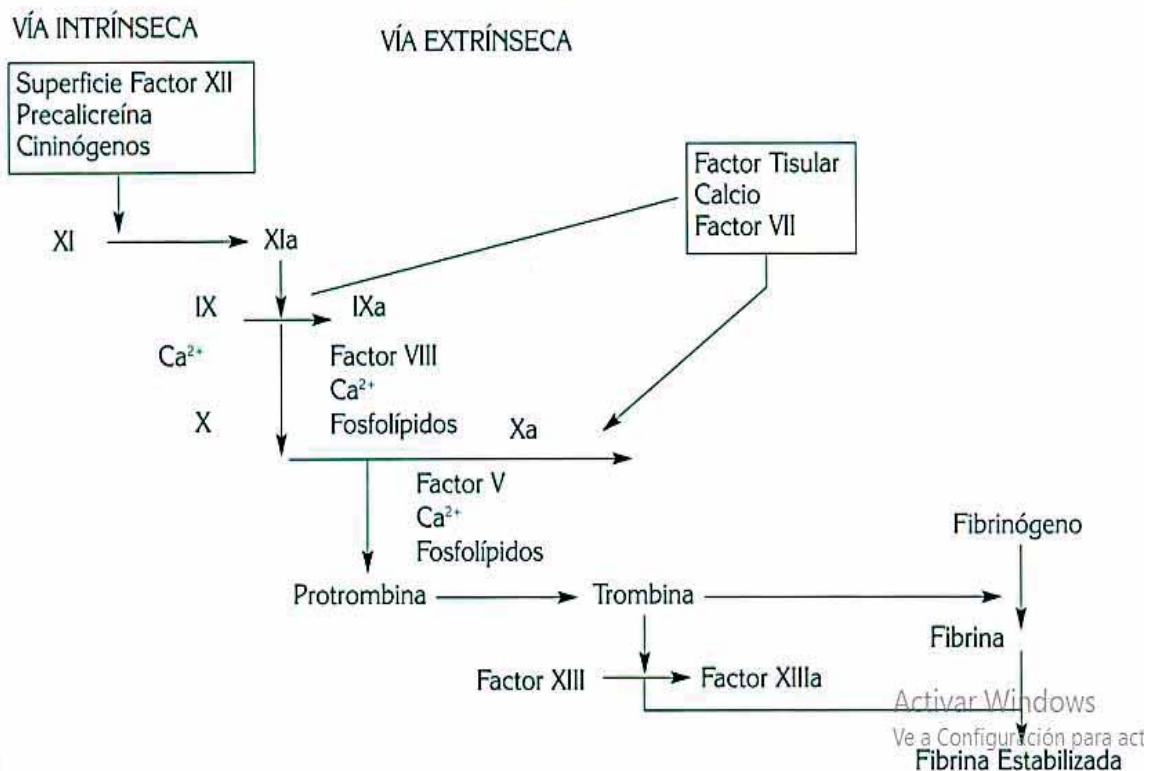 VÍA INTRÍNSECA
VÍA EXTRÍNSECA
Superficie Factor XII
Precalicreína
Cininógenos
Factor Tisular
Calcio
Factor VII
XI
XIa
IX
IXa
Ca²⁺
Factor VIII
Ca²⁺
Fosfolípidos
X
Xa
Factor V
Ca²⁺
Fosfolípidos
Fibrinógeno
Protrombina
Trombina
Fibrina
Factor XIII
Factor XIIIa
Activar Windows
Ve a Configuración para act
Fibrina Estabilizada